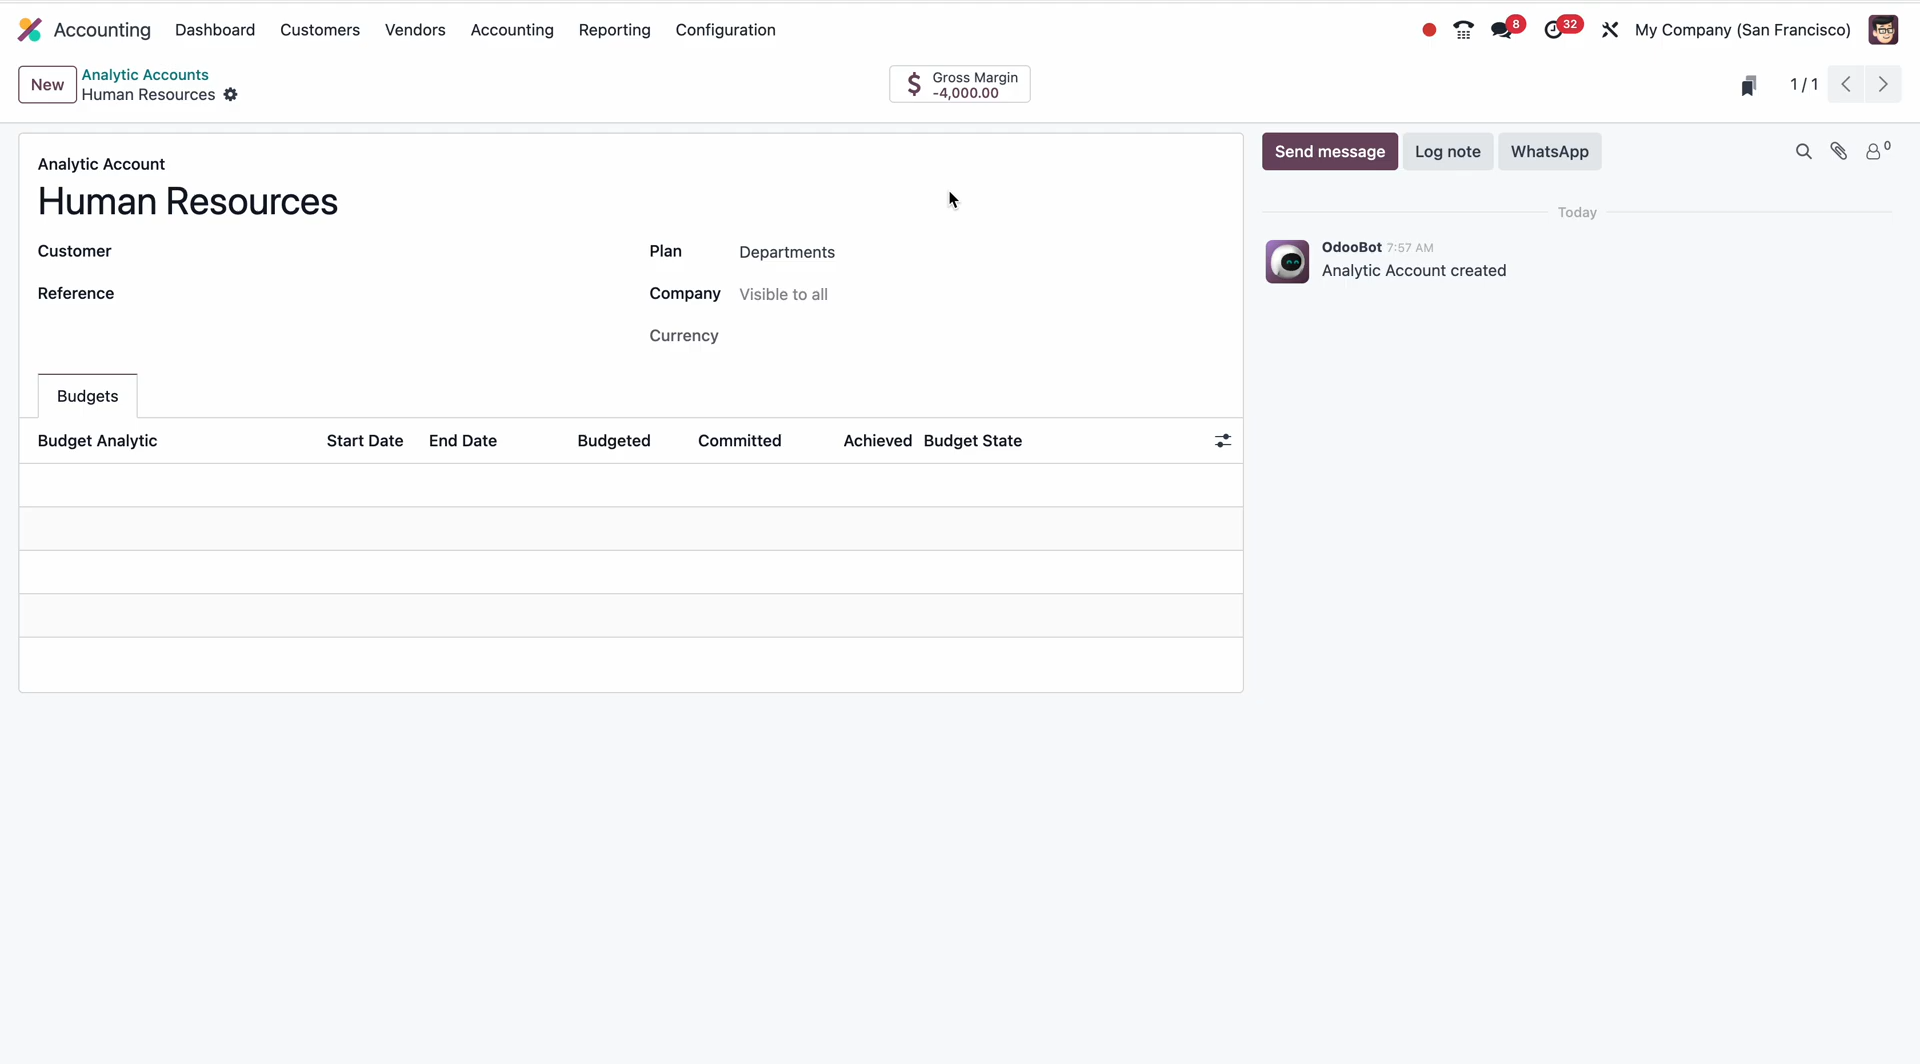 Accounting Dashboard Customers Vendors Accounting Reporting Configuration 8 32 My Company (San Francisco)
New
Analytic Accounts
Human Resources
$ Gross Margin
-4,000.00
1 / 1
Analytic Account
Human Resources
Customer
Reference
Plan Departments
Company Visible to all
Currency
Budgets
Budget Analytic Start Date End Date Budgeted Committed Achieved Budget State
Send message Log note WhatsApp 0
Today
OdooBot 7:57 AM
Analytic Account created